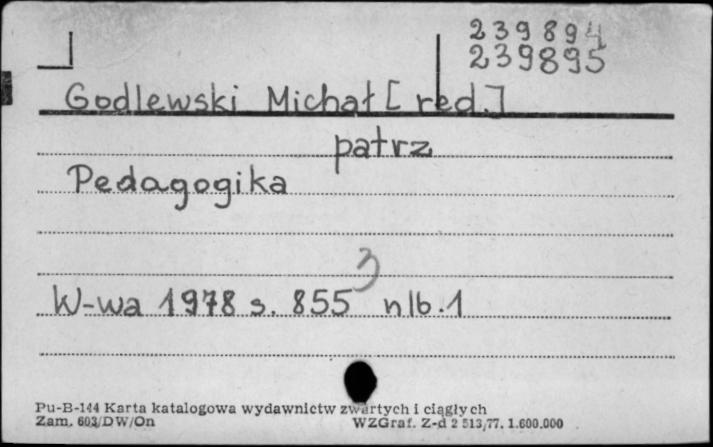 239894
239895
Godlewski Michał [red.]
patrz
Pedagogika
3
W-wa 1978 s. 855 nlb. 1
Pu-B-144 Karta katalogowa wydawnictw zwartych i ciągłych
Zam. 603/DW/On WZGraf. Z-d 2 513/77. 1.600.000